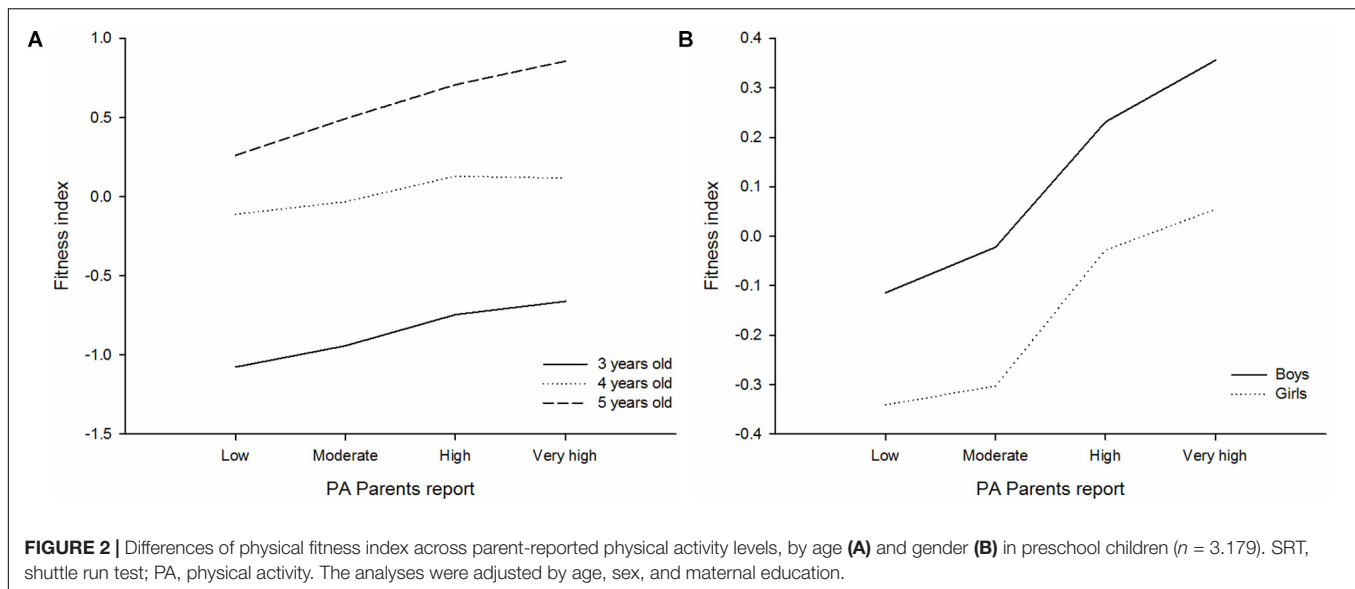 A
1.0
0.5
0.0
-0.5
-1.0
-1.5
Fitness index
3 years old
4 years old
5 years old
Low Moderate High Very high
PA Parents report
B
0.4
0.3
0.2
0.1
0.0
-0.1
-0.2
-0.3
-0.4
Fitness index
Boys
Girls
Low Moderate High Very high
PA Parents report
FIGURE 2 | Differences of physical fitness index across parent-reported physical activity levels, by age (A) and gender (B) in preschool children (n = 3.179). SRT,
shuttle run test; PA, physical activity. The analyses were adjusted by age, sex, and maternal education.